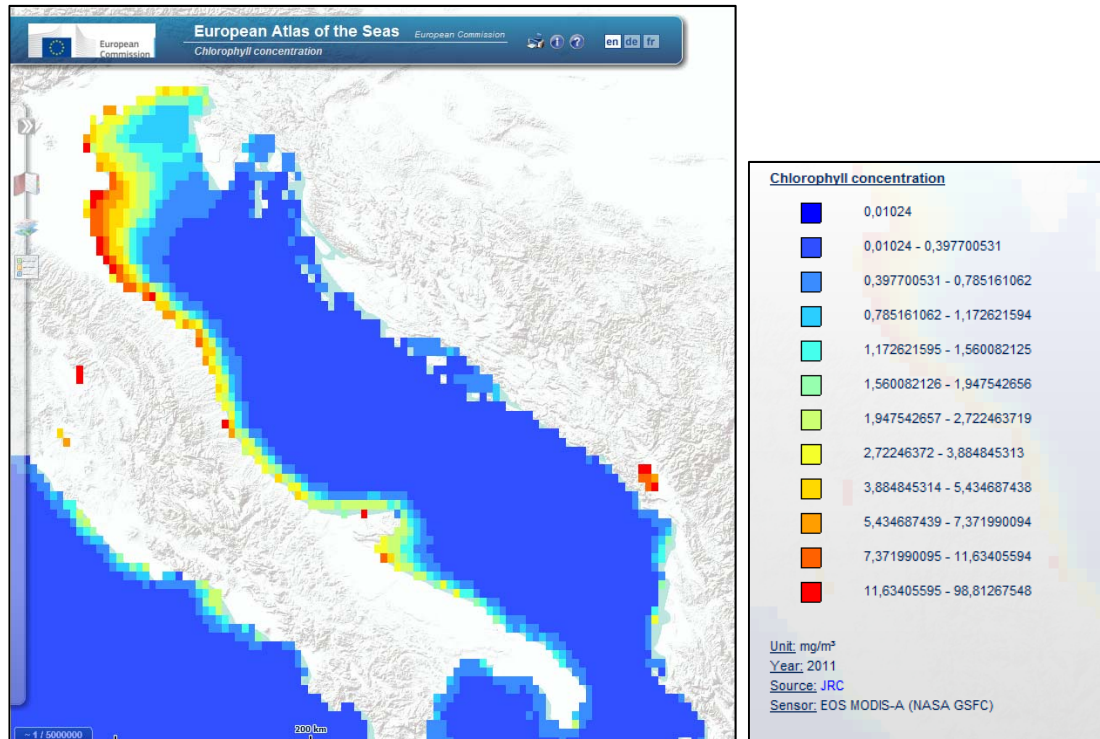 European Atlas of the Seas European Commission
European
Commission
Chlorophyll concentration
en de fr
~ 1 / 5000000
200 km
Chlorophyll concentration
0,01024
0,01024 - 0,397700531
0,397700531 - 0,785161062
0,785161062 - 1,172621594
1,172621595 - 1,560082125
1,560082126 - 1,947542656
1,947542657 - 2,722463719
2,72246372 - 3,884845313
3,884845314 - 5,434687438
5,434687439 - 7,371990094
7,371990095 - 11,63405594
11,63405595 - 98,81267548
Unit: mg/m³
Year: 2011
Source: JRC
Sensor: EOS MODIS-A (NASA GSFC)